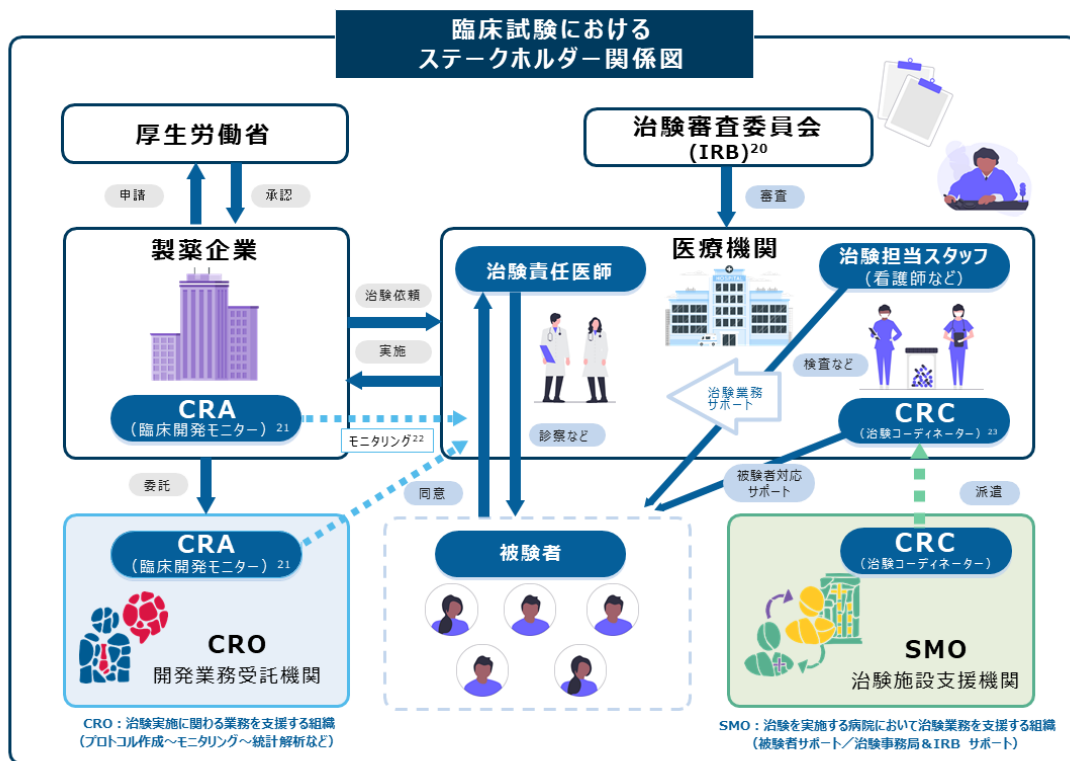 臨床試験における
ステークホルダー関係図
厚生労働省
治験審査委員会
(IRB)20
申請
承認
審査
製薬企業
医療機関
治験責任医師
治験担当スタッフ
(看護師など)
HOSPITAL
治験依頼
実施
検査など
治験業務
サポート
CRA
(臨床開発モニター) 21
モニタリング22
診察など
CRC
(治験コーディネーター) 23
委託
同意
被験者対応
サポート
派遣
CRA
(臨床開発モニター) 21
被験者
CRC
(治験コーディネーター)
CRO
開発業務受託機関
SMO
治験施設支援機関
CRO:治験実施に関わる業務を支援する組織
(プロトコル作成~モニタリング~統計解析など)
SMO:治験を実施する病院において治験業務を支援する組織
(被験者サポート/治験事務局&IRB サポート)